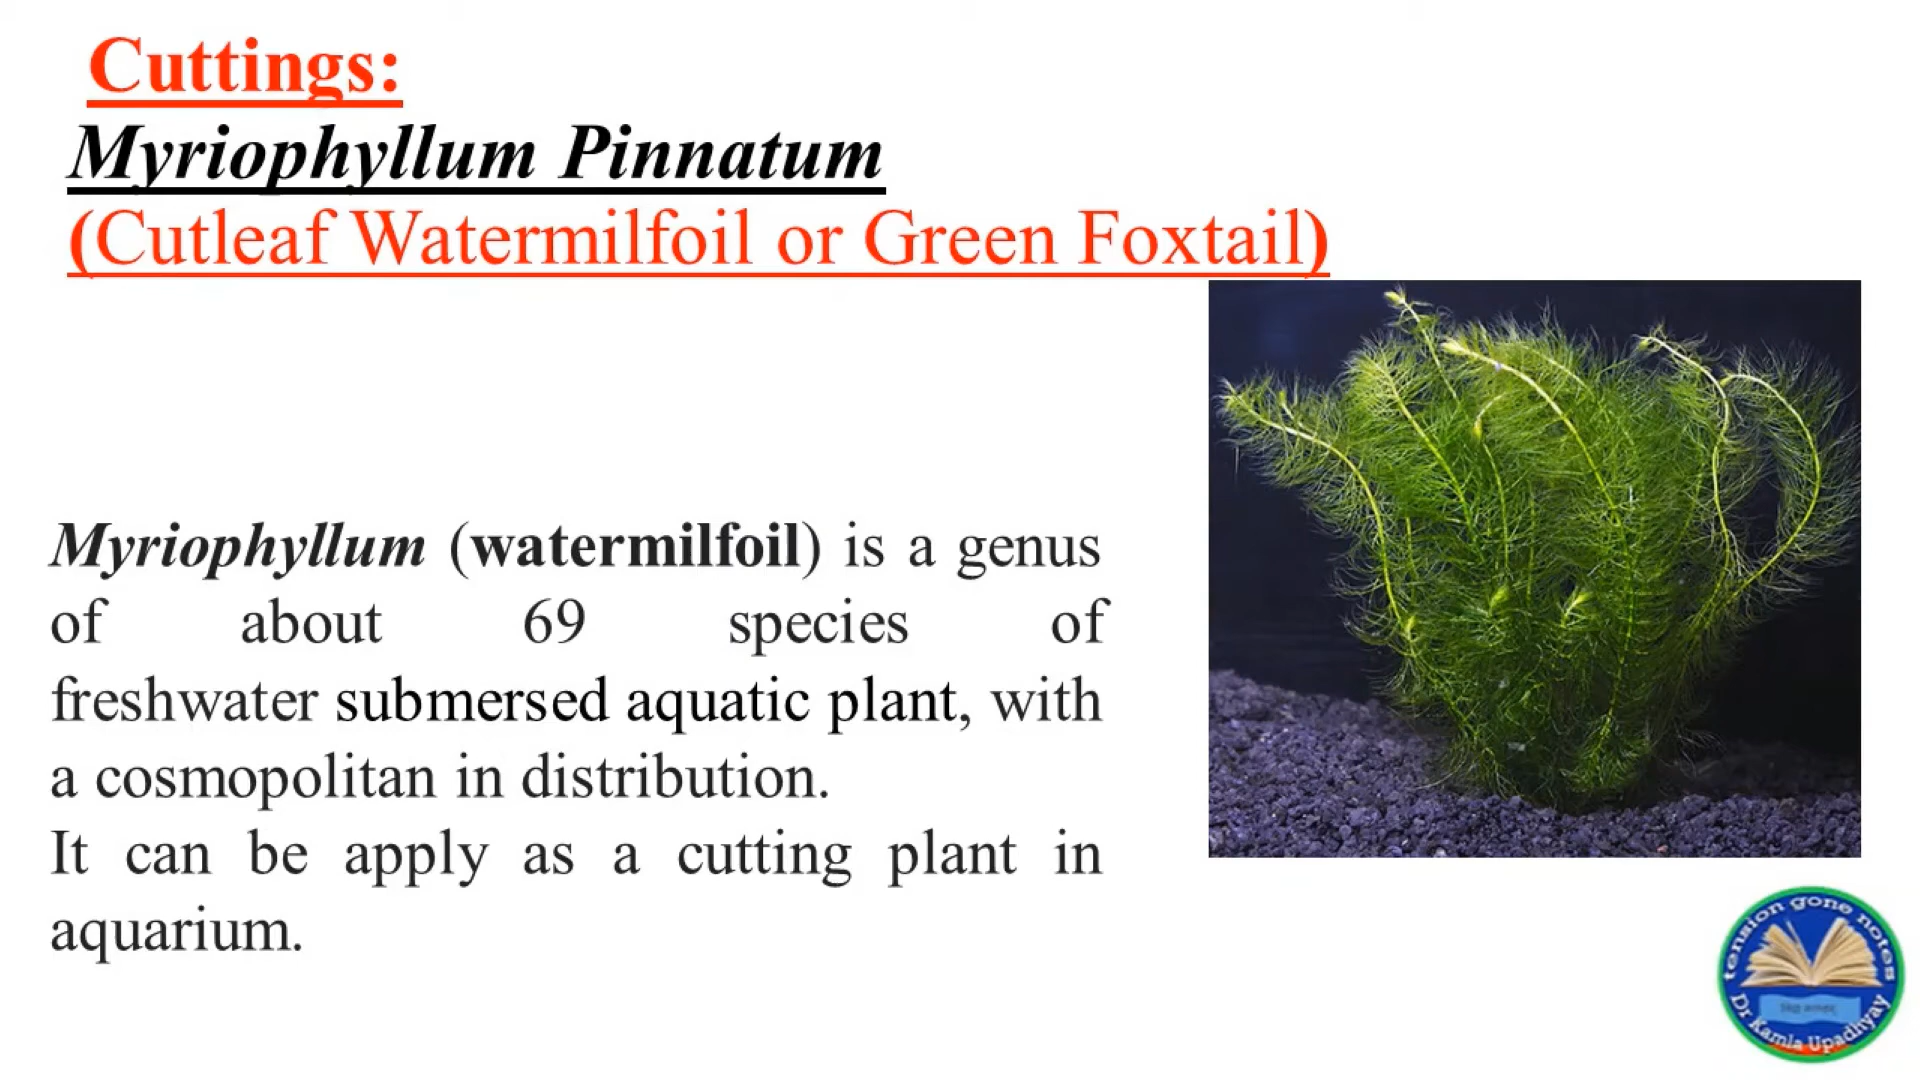 Cuttings:
Myriophyllum Pinnatum
(Cutleaf Watermilfoil or Green Foxtail)
Myriophyllum (watermilfoil) is a genus
of about 69 species of
freshwater submersed aquatic plant, with
a cosmopolitan in distribution.
It can be apply as a cutting plant in
aquarium.
tension gone notes
Dr Kamla Upadhyay